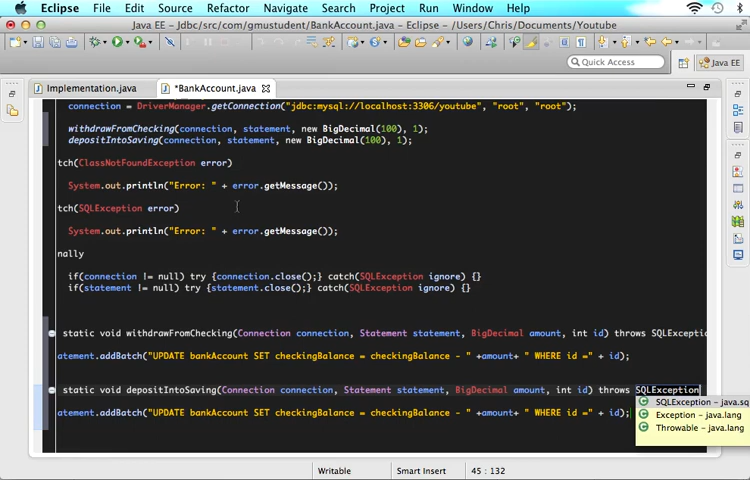 Eclipse File Edit Source Refactor Navigate Search Project Run Window Help
Java EE - Jdbc/src/com/gmustudent/BankAccount.java - Eclipse - /Users/Chris/Documents/Youtube
Quick Access Java EE
Implementation.java *BankAccount.java
connection = DriverManager.getConnection("jdbc:mysql://localhost:3306/youtube", "root", "root");
withdrawFromChecking(connection, statement, new BigDecimal(100), 1);
depositIntoSaving(connection, statement, new BigDecimal(100), 1);
tch(ClassNotFoundException error)
System.out.println("Error: " + error.getMessage());
tch(SQLException error)
System.out.println("Error: " + error.getMessage());
nally
if(connection != null) try {connection.close();} catch(SQLException ignore) {}
if(statement != null) try {statement.close();} catch(SQLException ignore) {}
static void withdrawFromChecking(Connection connection, Statement statement, BigDecimal amount, int id) throws SQLException
atement.addBatch("UPDATE bankAccount SET checkingBalance = checkingBalance - " +amount+ " WHERE id =" + id);
static void depositIntoSaving(Connection connection, Statement statement, BigDecimal amount, int id) throws SQLException
SQLException - java.sq
atement.addBatch("UPDATE bankAccount SET checkingBalance = checkingBalance - " +amount+ " WHERE id =" + id);
Exception - java.lang
Throwable - java.lang
Writable Smart Insert 45 : 132